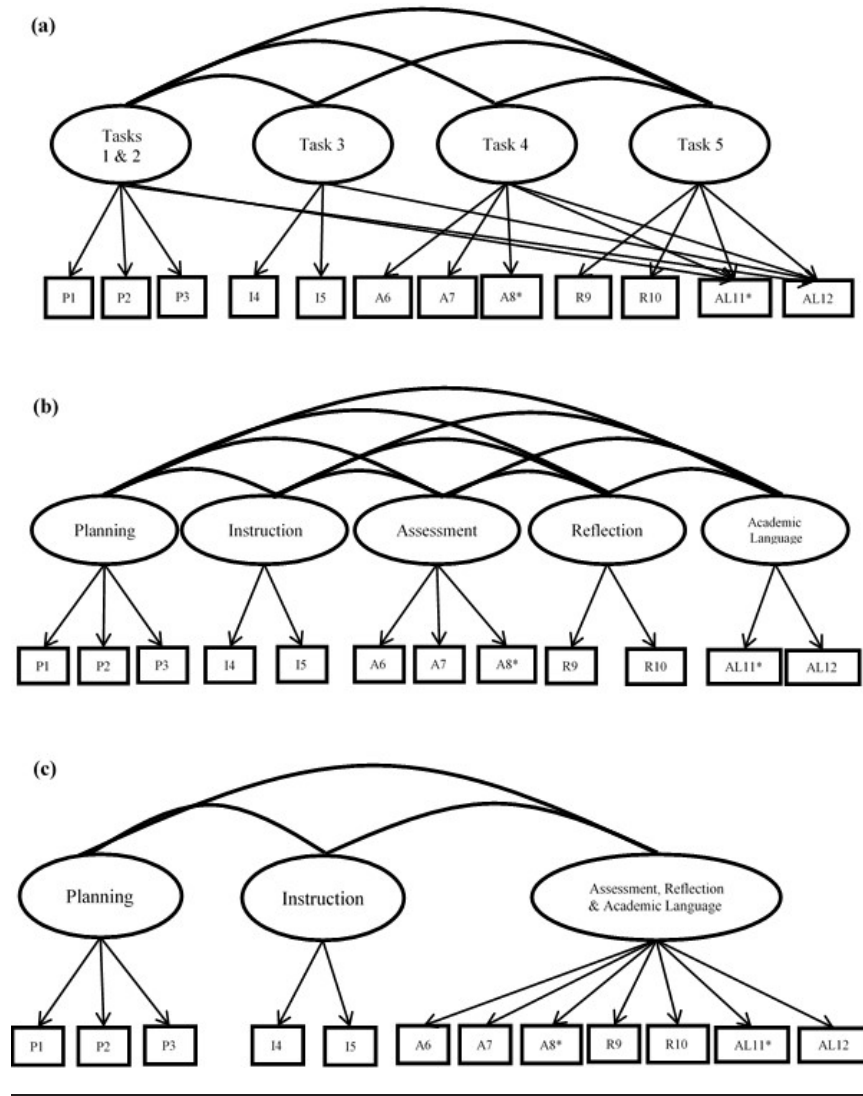 (a)
Tasks
1 & 2
Task 3
Task 4
Task 5
P1
P2
P3
I4
I5
A6
A7
A8*
R9
R10
AL11*
AL12
(b)
Planning
Instruction
Assessment
Reflection
Academic
Language
P1
P2
P3
I4
I5
A6
A7
A8*
R9
R10
AL11*
AL12
(c)
Planning
Instruction
Assessment, Reflection
& Academic Language
P1
P2
P3
I4
I5
A6
A7
A8*
R9
R10
AL11*
AL12